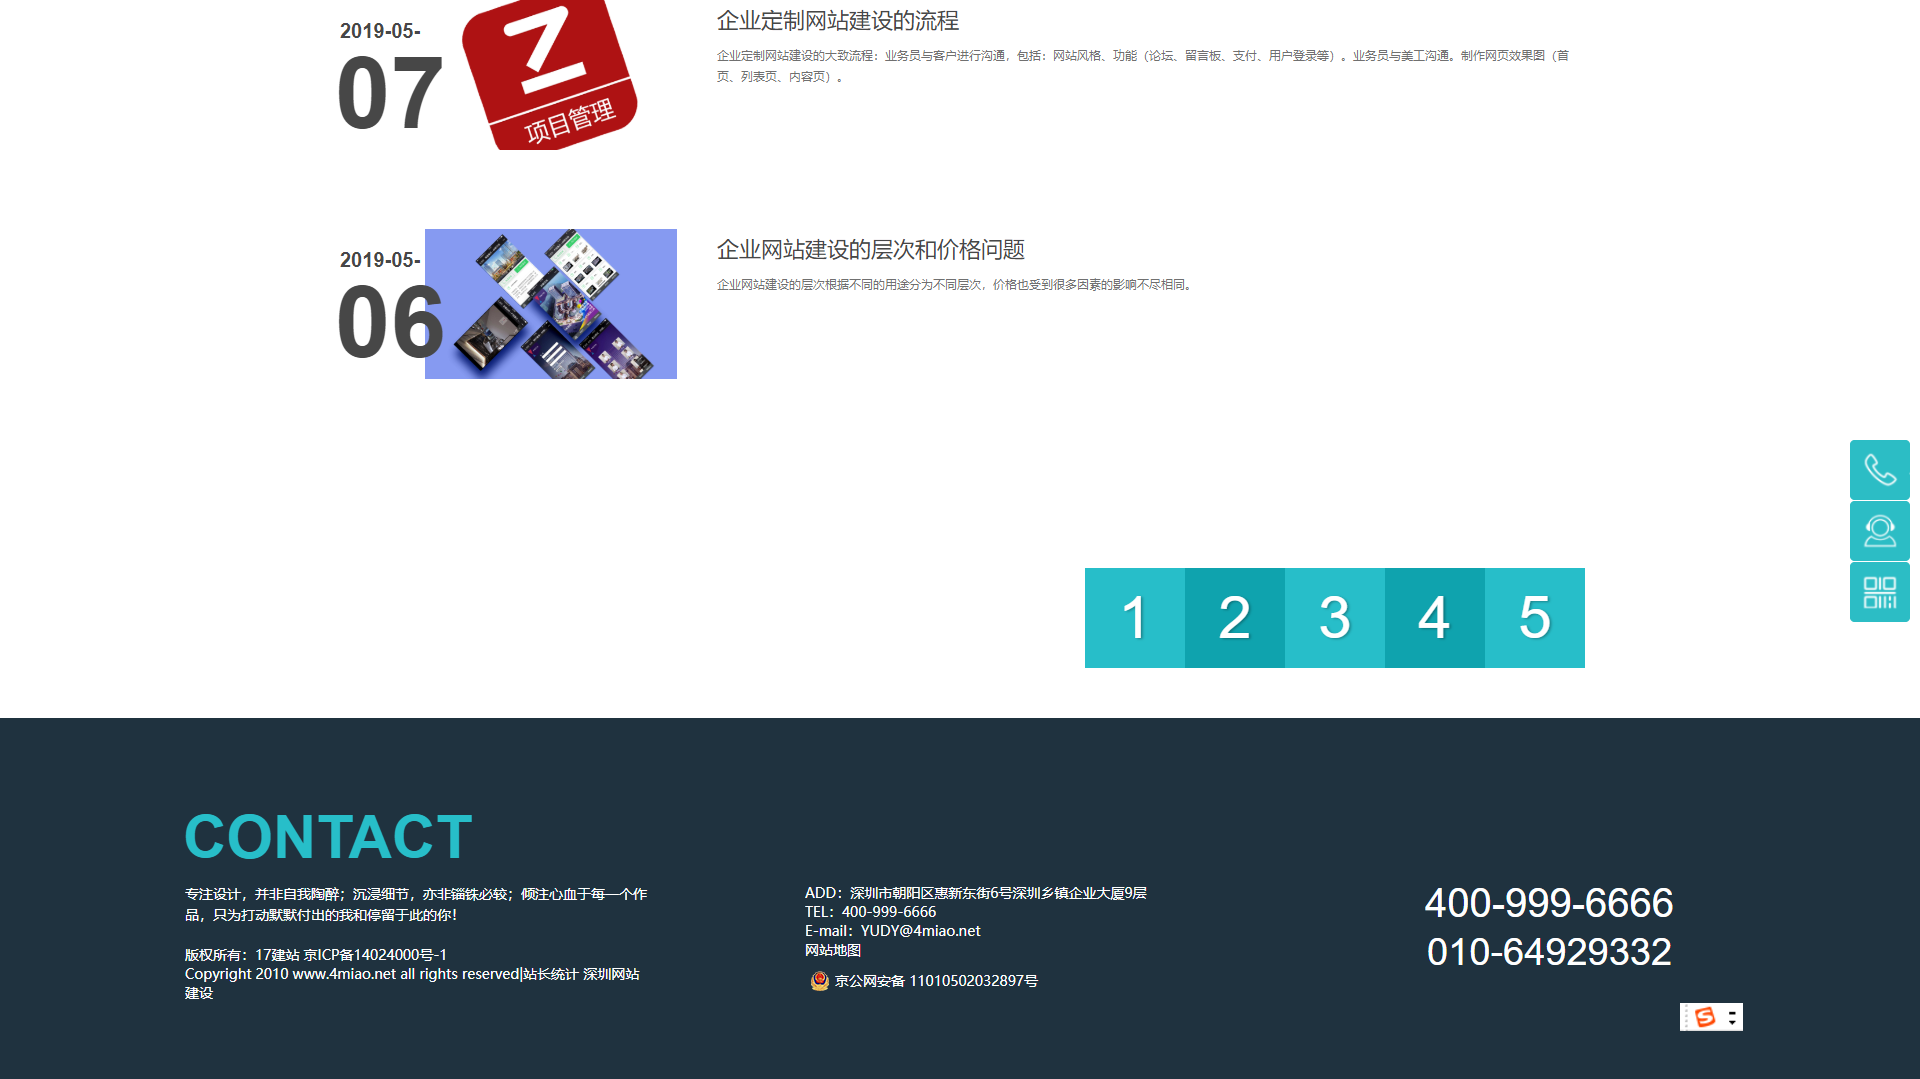 2019-05-
07
项目管理
企业定制网站建设的流程
企业定制网站建设的大致流程：业务员与客户进行沟通，包括：网站风格、功能（论坛、留言板、支付、用户登录等）。业务员与美工沟通。制作网页效果图（首
页、列表页、内容页）。
2019-05-
06
企业网站建设的层次和价格问题
企业网站建设的层次根据不同的用途分为不同层次，价格也受到很多因素的影响不尽相同。
1 2 3 4 5
CONTACT
专注设计，并非自我陶醉；沉浸细节，亦非锱铢必较；倾注心血于每一个作
品，只为打动默默付出的我和停留于此的你！
版权所有：17建站 京ICP备14024000号-1
Copyright 2010 www.4miao.net all rights reserved|站长统计 深圳网站
建设
ADD：深圳市朝阳区惠新东街6号深圳乡镇企业大厦9层
TEL：400-999-6666
E-mail：YUDY@4miao.net
网站地图
京公网安备 11010502032897号
400-999-6666
010-64929332